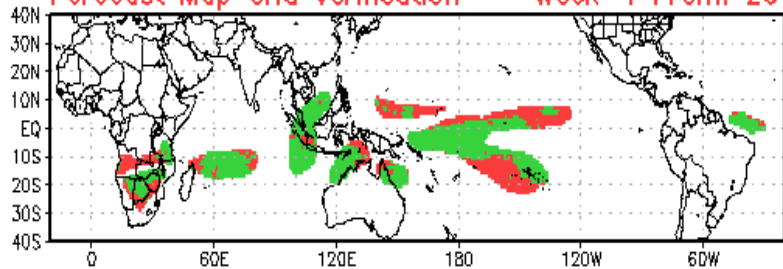 Forecast Map and Verification Week-1 From: 20
40N
30N
20N
10N
EQ
10S
20S
30S
40S
0 60E 120E 180 120W 60W